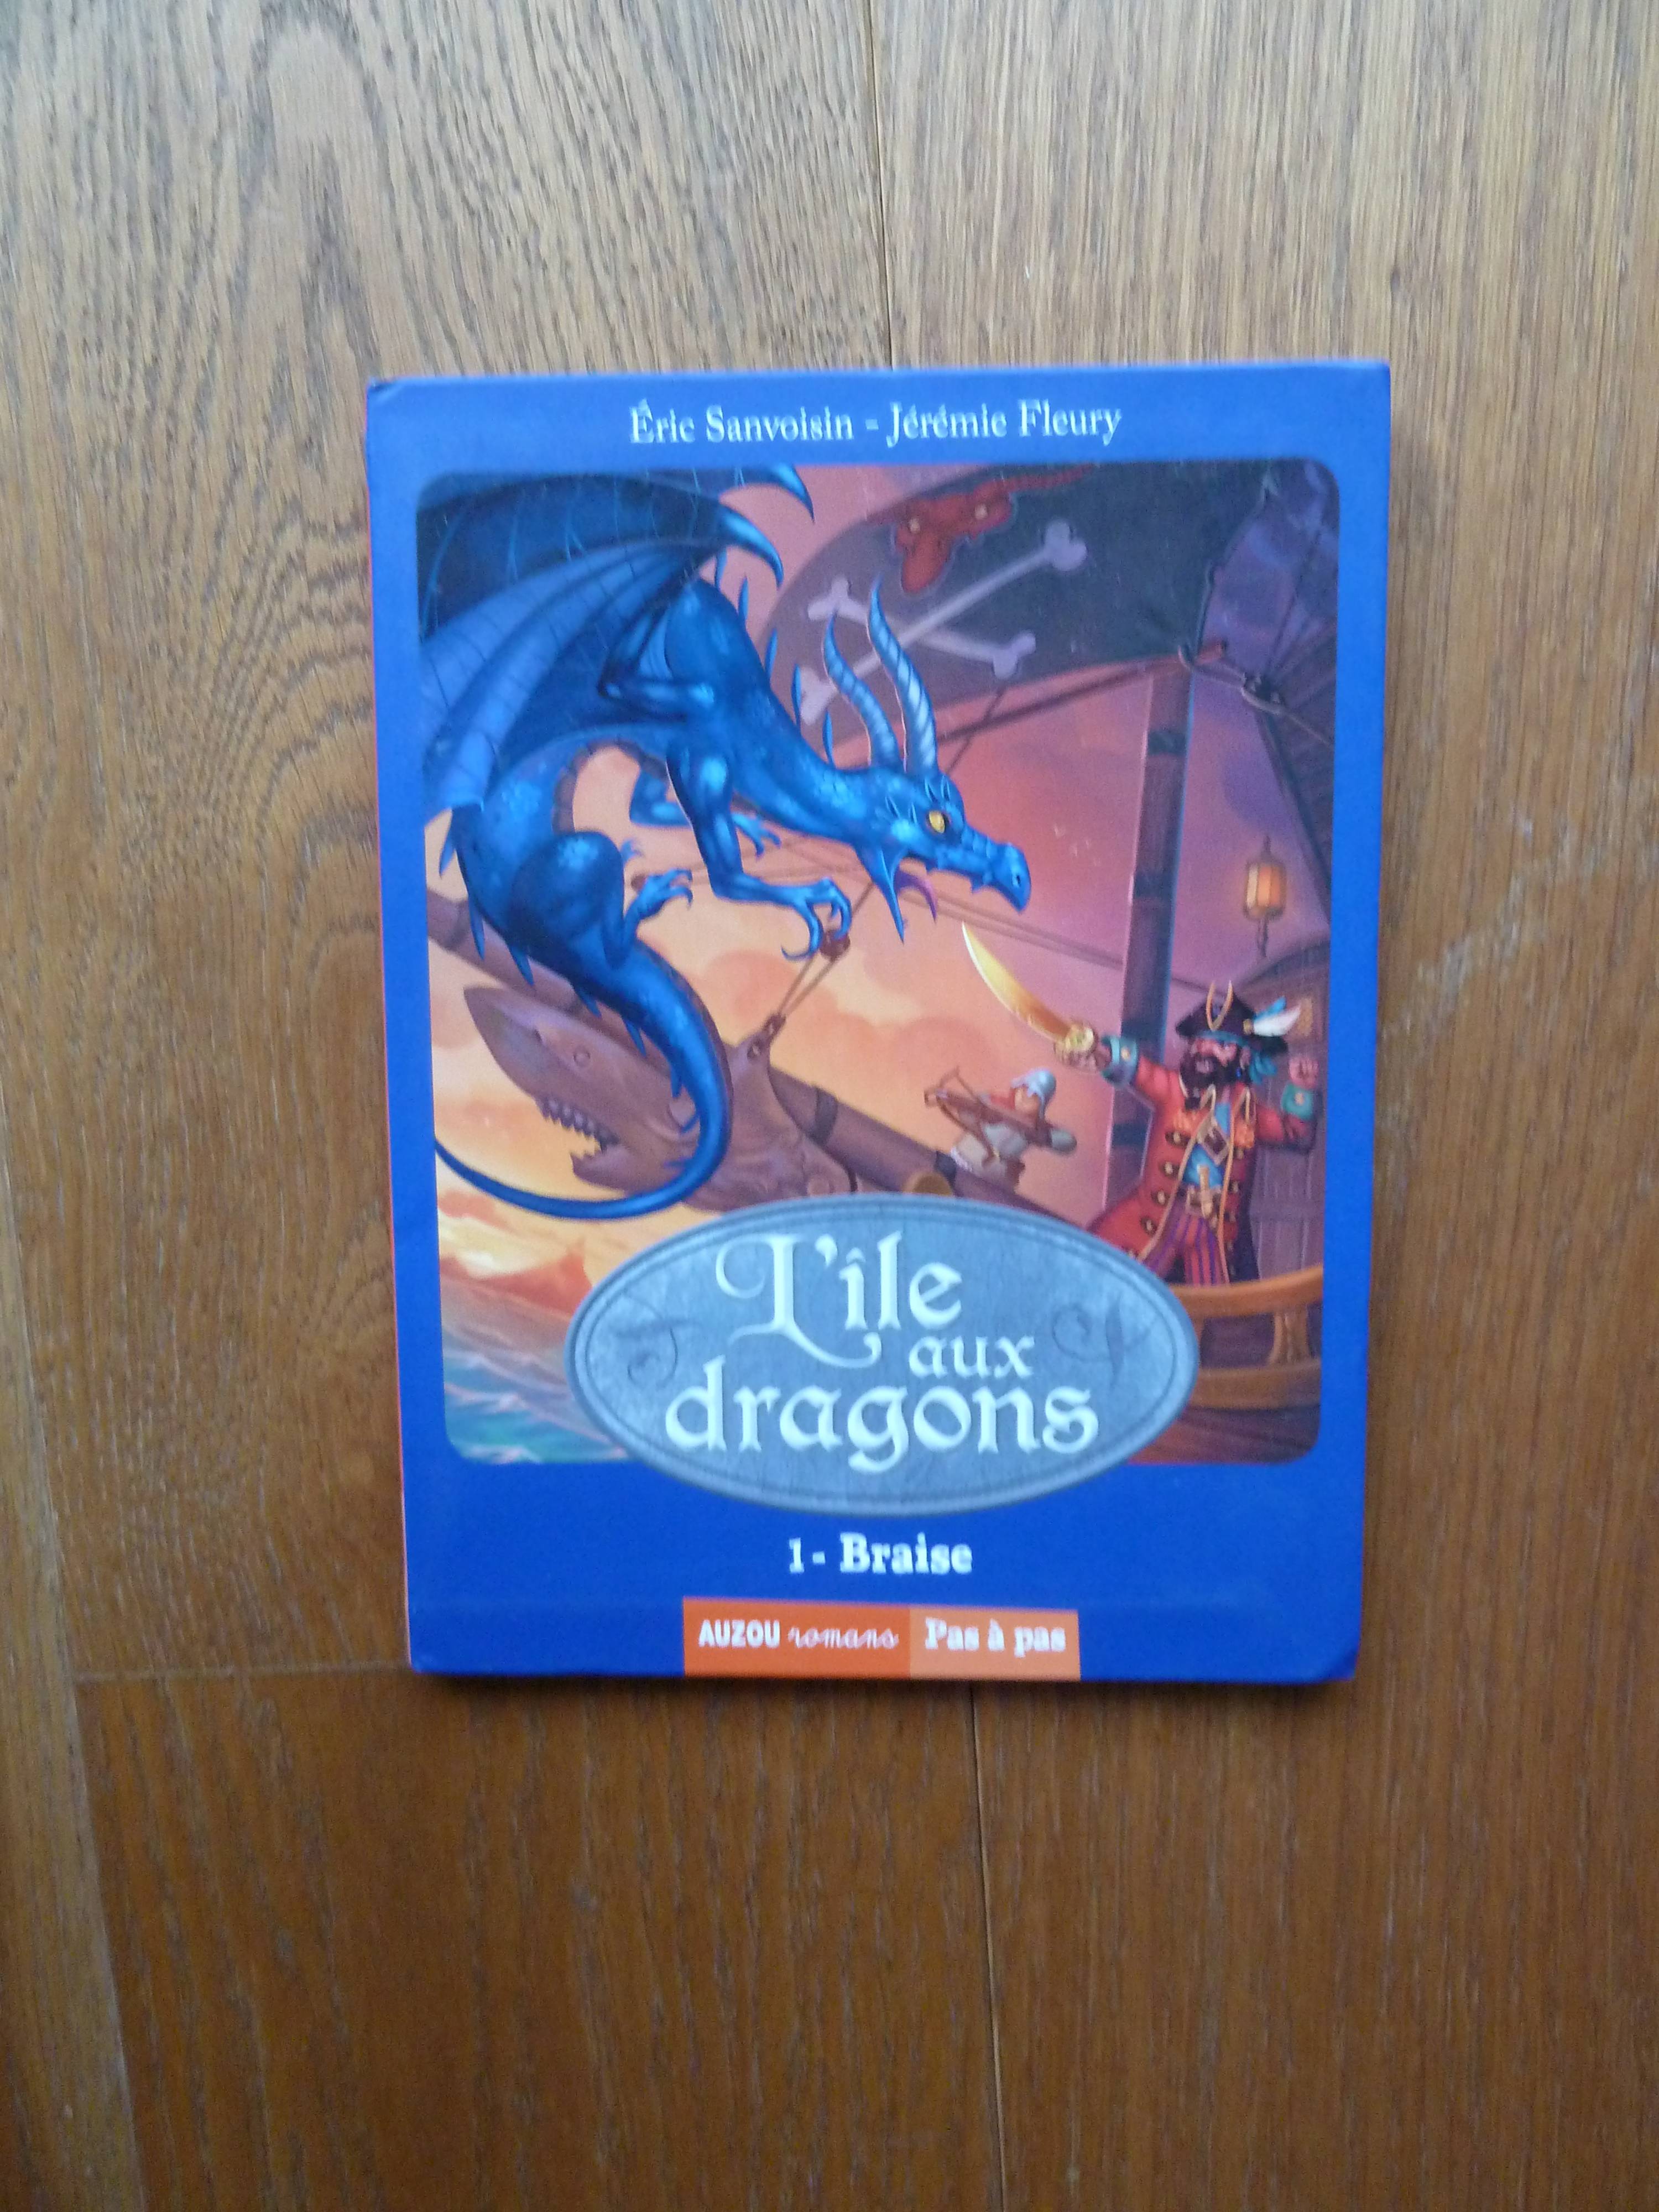 Éric Sanvoisin - Jérémie Fleury
L'île
aux
dragons
1 - Braise
AUZOU romans Pas à pas